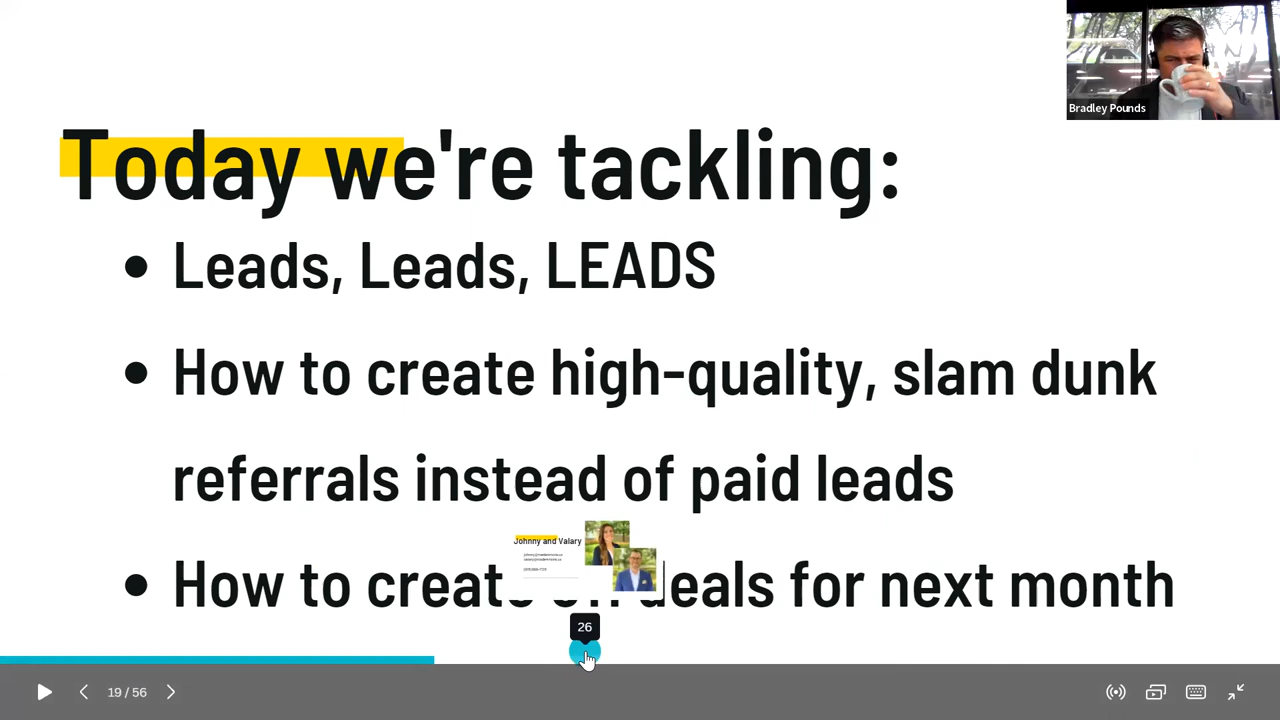 Bradley Pounds
Today we're tackling:
Leads, Leads, LEADS
How to create high-quality, slam dunk
referrals instead of paid leads
Johnny and Valary
How to create deals for next month
26
19 / 56